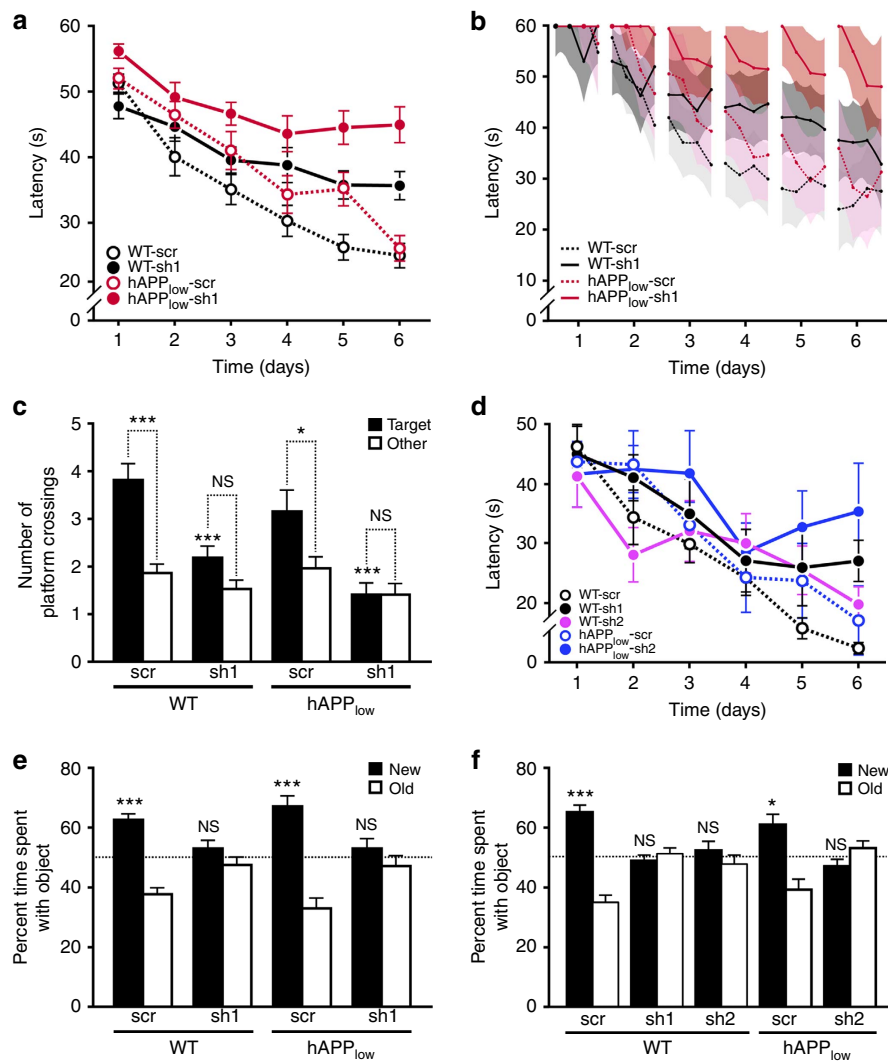 a
60
50
40
30
20
0
Latency (s)
WT-scr
WT-sh1
hAPPlow-scr
hAPPlow-sh1
1 2 3 4 5 6
Time (days)
b
60
50
40
30
20
10
0
Latency (s)
WT-scr
WT-sh1
hAPPlow-scr
hAPPlow-sh1
1 2 3 4 5 6
Time (days)
c
5
4
3
2
1
0
Number of
platform crossings
Target
Other
*** NS * NS
*** ***
scr sh1 scr sh1
WT hAPPlow
d
50
40
30
20
0
Latency (s)
WT-scr
WT-sh1
WT-sh2
hAPPlow-scr
hAPPlow-sh2
1 2 3 4 5 6
Time (days)
e
80
60
40
20
0
Percent time spent
with object
New
Old
*** NS *** NS
scr sh1 scr sh1
WT hAPPlow
f
80
60
40
20
0
Percent time spent
with object
New
Old
*** NS NS * NS
scr sh1 sh2 scr sh2
WT hAPPlow